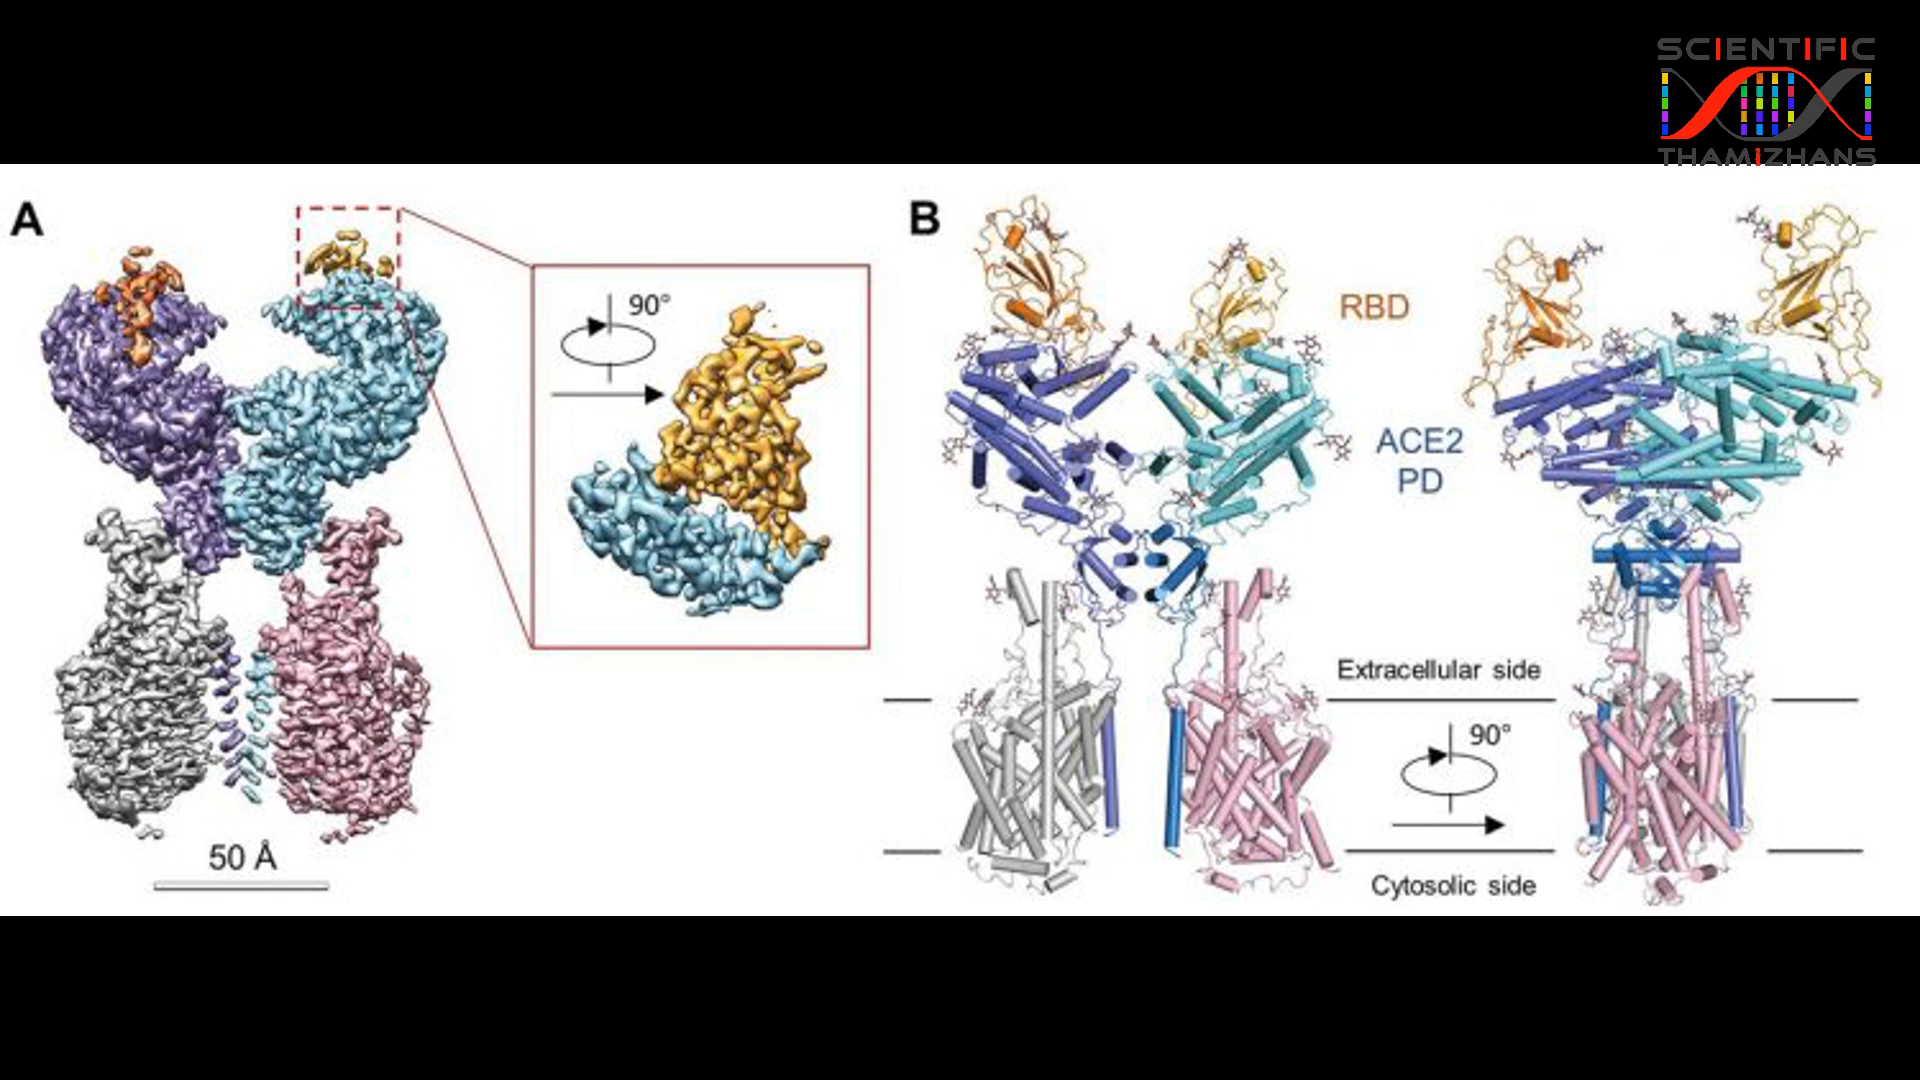 SCIENTIFIC
THAMIZHANS
A
90°
50 Å
B
RBD
ACE2
PD
Extracellular side
90°
Cytosolic side